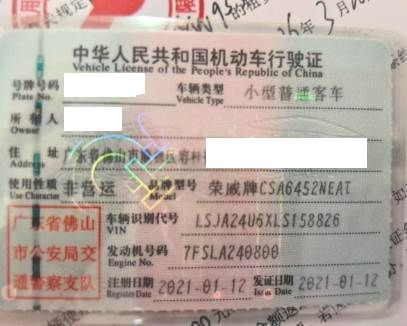 中华人民共和国机动车行驶证
Vehicle License of the People's Republic of China
号牌号码 车辆类型 小型普通客车
Plate No. Vehicle Type
所有人
Owner
住址 广东省佛山市
Address
使用性质 非营运 品牌型号 荣威牌CSA6452NEAT
Use Character
广东省佛山
市公安局交
通警察支队
车辆识别代号 LSJA24U6XLS158826
VIN
发动机号码 7FSLA240800
Engine No.
注册日期 2021-01-12 发证日期 2021-01-12
Register Date Issue Date